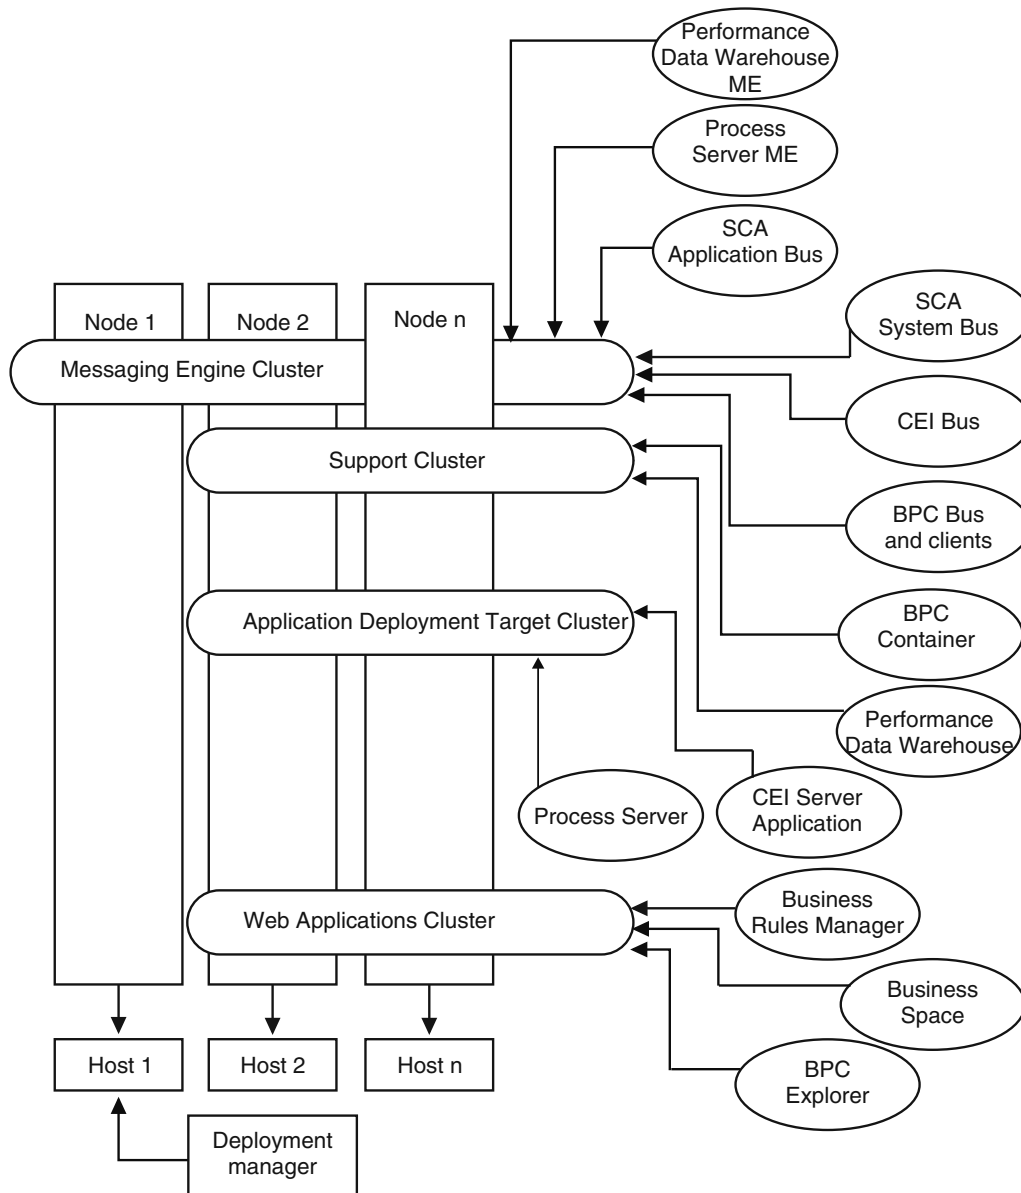 Performance
Data Warehouse
ME
Process
Server ME
SCA
Application Bus
SCA
System Bus
Node 1
Node 2
Node n
Messaging Engine Cluster
CEI Bus
Support Cluster
BPC Bus
and clients
Application Deployment Target Cluster
BPC
Container
Performance
Data Warehouse
Process Server
CEI Server
Application
Web Applications Cluster
Business
Rules Manager
Business
Space
Host 1
Host 2
Host n
BPC
Explorer
Deployment
manager